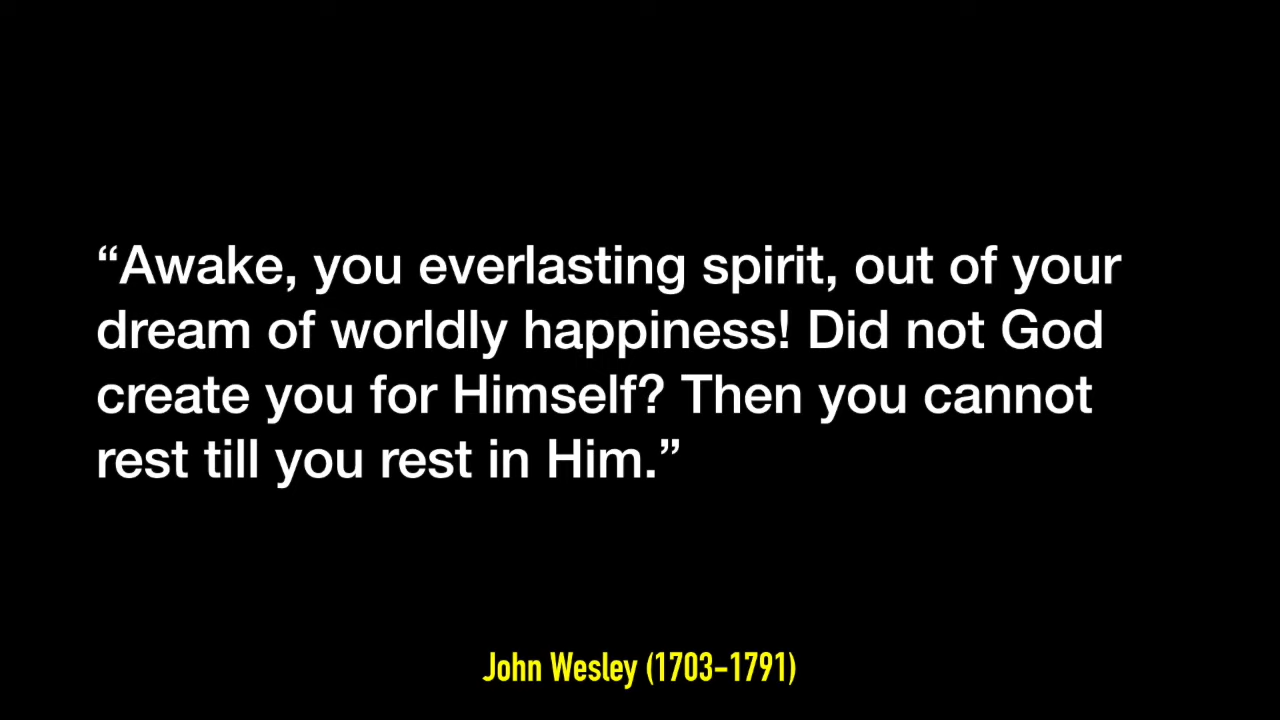 “Awake, you everlasting spirit, out of your
dream of worldly happiness! Did not God
create you for Himself? Then you cannot
rest till you rest in Him.”
John Wesley (1703–1791)